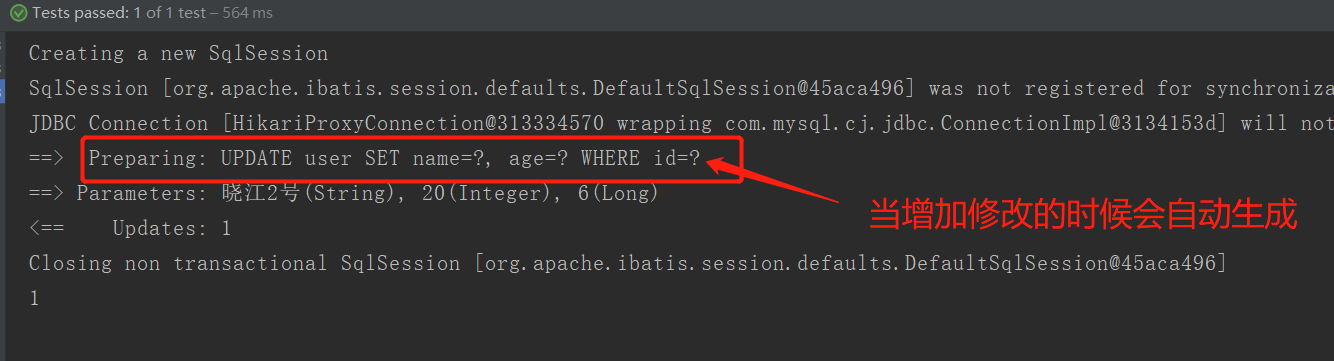 Tests passed: 1 of 1 test – 564 ms
Creating a new SqlSession
SqlSession [org.apache.ibatis.session.defaults.DefaultSqlSession@45aca496] was not registered for synchroniza
JDBC Connection [HikariProxyConnection@313334570 wrapping com.mysql.cj.jdbc.ConnectionImpl@3134153d] will not
==>  Preparing: UPDATE user SET name=?, age=? WHERE id=?
==> Parameters: 晓江2号(String), 20(Integer), 6(Long)
当增加修改的时候会自动生成
<==    Updates: 1
Closing non transactional SqlSession [org.apache.ibatis.session.defaults.DefaultSqlSession@45aca496]
1